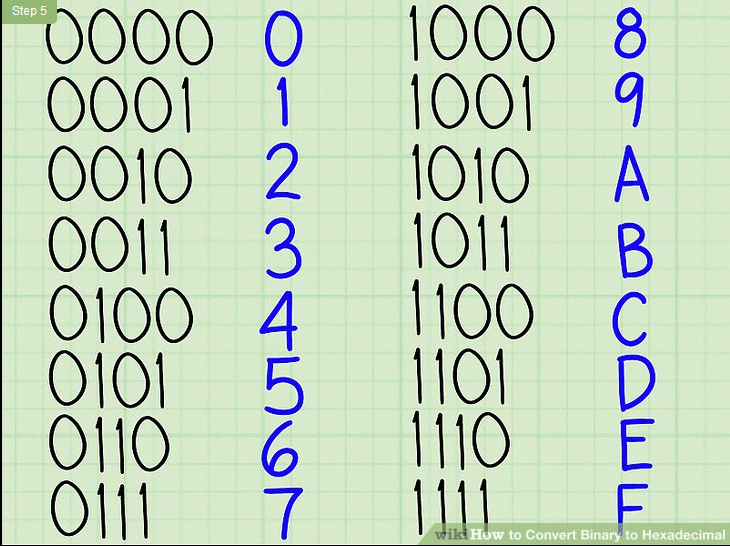 Step 5
0000 0 1000 8
0001 1 1001 9
0010 2 1010 A
0011 3 1011 B
0100 4 1100 C
0101 5 1101 D
0110 6 1110 E
0111 7 1111 F
wikiHow to Convert Binary to Hexadecimal